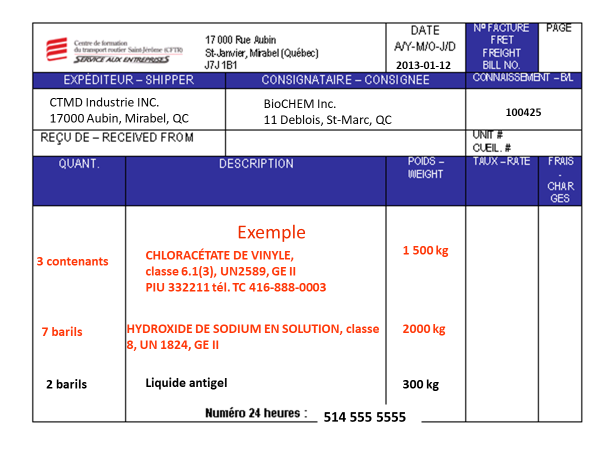 Centre de formation
du transport routier Saint-Jérôme (CFTR)
SERVICE AUX ENTREPRISES
17 000 Rue Aubin
St-Janvier, Mirabel (Québec)
J7J 1B1
DATE
A/Y-M/O-J/D
2013-01-12
Nº FACTURE
FRET
FREIGHT
BILL NO.
PAGE
EXPÉDITEUR – SHIPPER
CONSIGNATAIRE – CONSIGNEE
CONNAISSEMENT – B/L
CTMD Industrie INC.
17000 Aubin, Mirabel, QC
BioCHEM Inc.
11 Deblois, St-Marc, QC
100425
REÇU DE – RECEIVED FROM
UNIT #
CUEIL. #
QUANT.
DESCRIPTION
POIDS –
WEIGHT
TAUX – RATE
FRAIS
-
CHAR
GES
Exemple
3 contenants
CHLORACÉTATE DE VINYLE,
classe 6.1(3), UN2589, GE II
PIU 332211 tél. TC 416-888-0003
1 500 kg
7 barils
HYDROXIDE DE SODIUM EN SOLUTION, classe
8, UN 1824, GE II
2000 kg
2 barils
Liquide antigel
300 kg
Numéro 24 heures : 514 555 5555